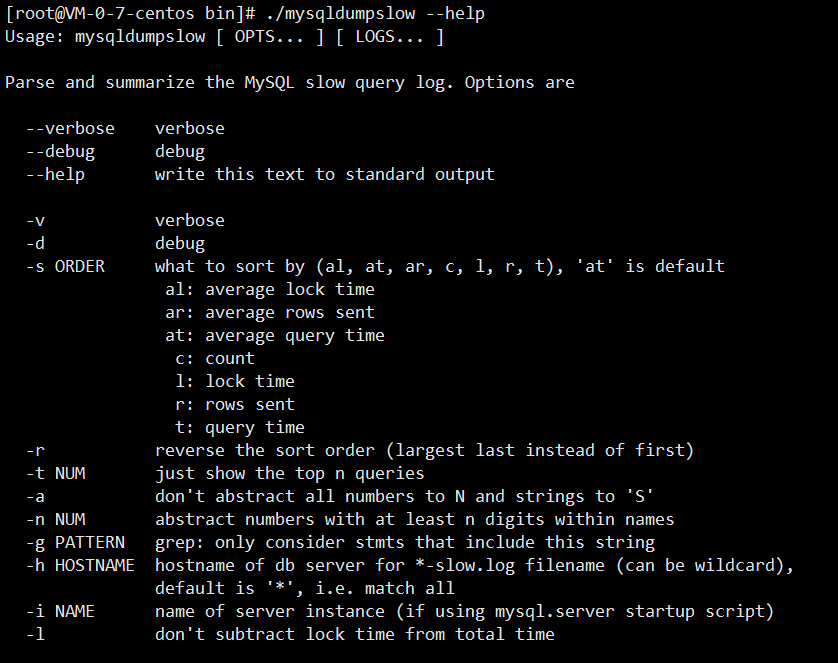 [root@VM-0-7-centos bin]# ./mysqldumpslow --help
Usage: mysqldumpslow [ OPTS... ] [ LOGS... ]

Parse and summarize the MySQL slow query log. Options are

  --verbose    verbose
  --debug      debug
  --help       write this text to standard output

  -v           verbose
  -d           debug
  -s ORDER     what to sort by (al, at, ar, c, l, r, t), 'at' is default
                al: average lock time
                ar: average rows sent
                at: average query time
                 c: count
                 l: lock time
                 r: rows sent
                 t: query time
  -r           reverse the sort order (largest last instead of first)
  -t NUM       just show the top n queries
  -a           don't abstract all numbers to N and strings to 'S'
  -n NUM       abstract numbers with at least n digits within names
  -g PATTERN   grep: only consider stmts that include this string
  -h HOSTNAME  hostname of db server for *-slow.log filename (can be wildcard),
               default is '*', i.e. match all
  -i NAME      name of server instance (if using mysql.server startup script)
  -l           don't subtract lock time from total time